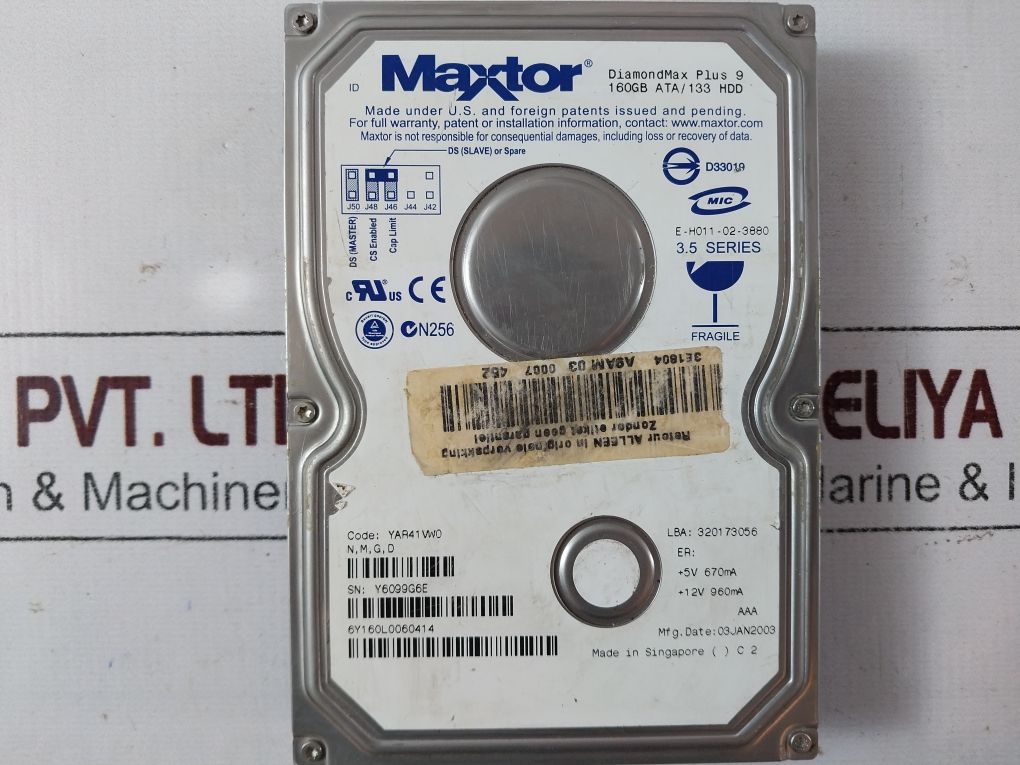 Maxtor®
ID
DiamondMax Plus 9
160GB ATA/133 HDD
Made under U.S. and foreign patents issued and pending.
For full warranty, patent or installation information, contact: www.maxtor.com
Maxtor is not responsible for consequential damages, including loss or recovery of data.
DS (SLAVE) or Spare
J50 J48 J46 J44 J42
DS (MASTER)
CS Enabled
Cap Limit
D33019
MIC
E-H011-02-3880
3.5 SERIES
c RU® US CE
N256
FRAGILE
PVT. LT
ELIYA
n & Machine
arine & I
3E1804 A9AM 03 0007 452
Retour ALLEEN in originele verpakking
Zonder etiket geen garantie!
Code: YAR41VW0
N,M,G,D
SN: Y6099G6E
6Y160L0060414
LBA: 320173056
ER:
+5V 670mA
+12V 960mA
AAA
Mfg.Date:03JAN2003
Made in Singapore ( ) C 2